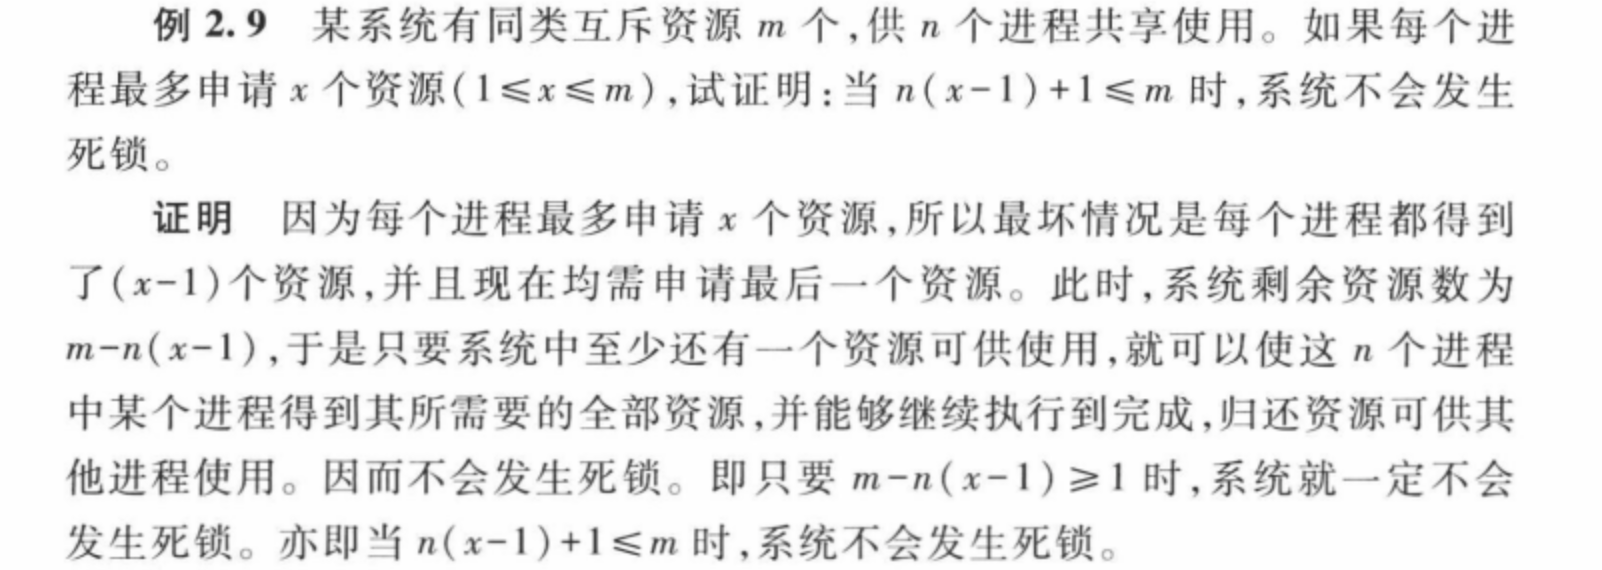 例 2.9 某系统有同类互斥资源 m 个,供 n 个进程共享使用。如果每个进
程最多申请 x 个资源(1≤x≤m),试证明:当 n(x-1)+1≤m 时,系统不会发生
死锁。
证明 因为每个进程最多申请 x 个资源,所以最坏情况是每个进程都得到
了(x-1)个资源,并且现在均需申请最后一个资源。此时,系统剩余资源数为
m-n(x-1),于是只要系统中至少还有一个资源可供使用,就可以使这 n 个进程
中某个进程得到其所需要的全部资源,并能够继续执行到完成,归还资源可供其
他进程使用。因而不会发生死锁。即只要 m-n(x-1)≥1 时,系统就一定不会
发生死锁。亦即当 n(x-1)+1≤m 时,系统不会发生死锁。